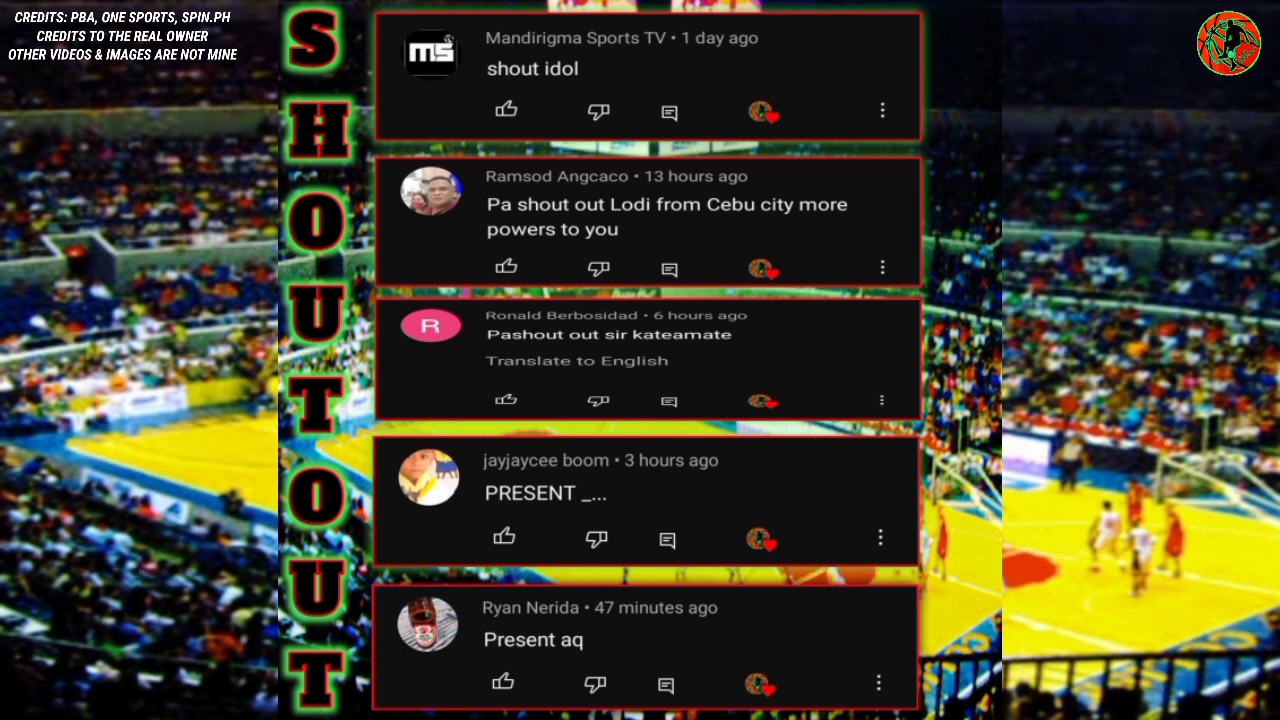 CREDITS: PBA, ONE SPORTS, SPIN.PH
CREDITS TO THE REAL OWNER
OTHER VIDEOS & IMAGES ARE NOT MINE
SHOUTOUT
Mandirigma Sports TV • 1 day ago
shout idol
Ramsod Angcaco • 13 hours ago
Pa shout out Lodi from Cebu city more
powers to you
R
Ronald Berbosidad • 6 hours ago
Pashout out sir kateamate
Translate to English
jayjaycee boom • 3 hours ago
PRESENT _...
Ryan Nerida • 47 minutes ago
Present aq